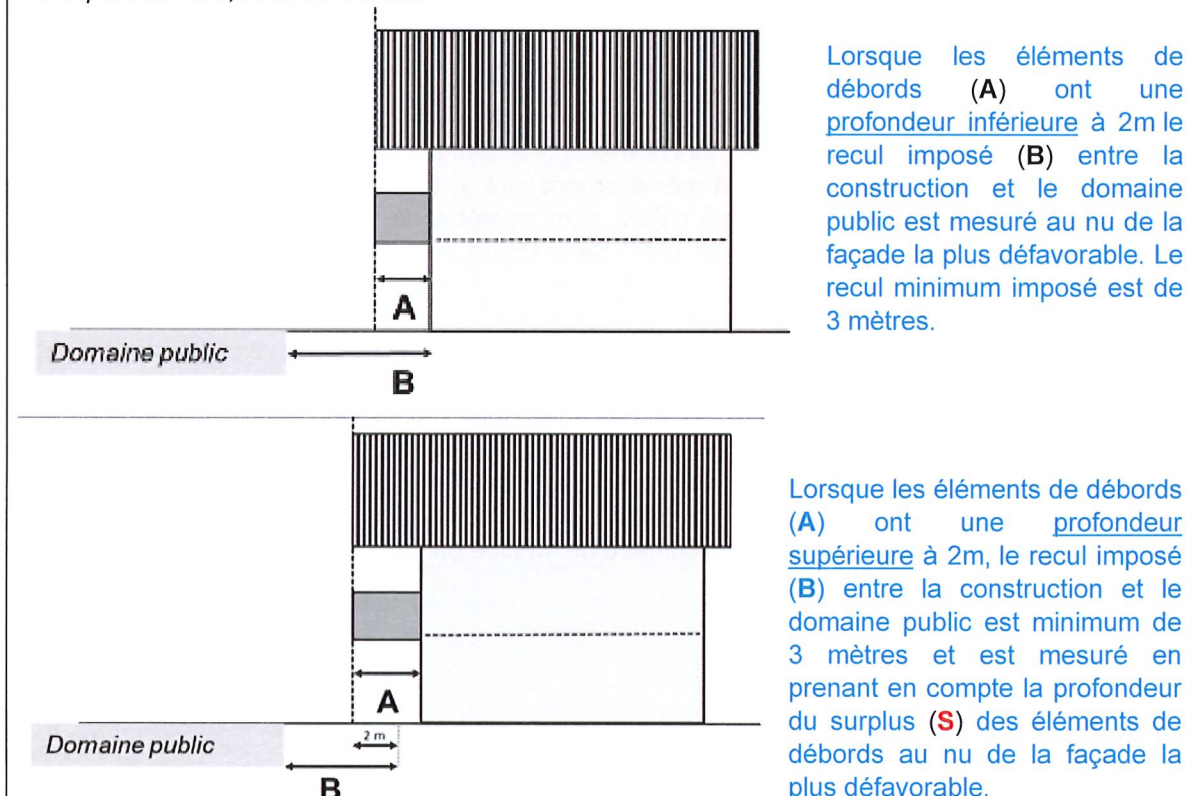 A
Domaine public
B
Lorsque les éléments de
débords (A) ont une
profondeur inférieure à 2m le
recul imposé (B) entre la
construction et le domaine
public est mesuré au nu de la
façade la plus défavorable. Le
recul minimum imposé est de
3 mètres.
A
2 m
Domaine public
B
Lorsque les éléments de débords
(A) ont une profondeur
supérieure à 2m, le recul imposé
(B) entre la construction et le
domaine public est minimum de
3 mètres et est mesuré en
prenant en compte la profondeur
du surplus (S) des éléments de
débords au nu de la façade la
plus défavorable.